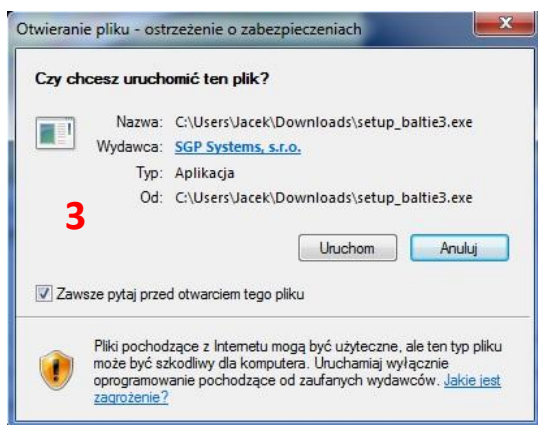 Otwieranie pliku - ostrzeżenie o zabezpieczeniach
Czy chcesz uruchomić ten plik?
Nazwa: C:\Users\Jacek\Downloads\setup_baltie3.exe
Wydawca: SGP Systems, s.r.o.
Typ: Aplikacja
Od: C:\Users\Jacek\Downloads\setup_baltie3.exe
3
Uruchom Anuluj
Zawsze pytaj przed otwarciem tego pliku
Pliki pochodzące z Internetu mogą być użyteczne, ale ten typ pliku
może być szkodliwy dla komputera. Uruchamiaj wyłącznie
oprogramowanie pochodzące od zaufanych wydawców. Jakie jest
zagrożenie?